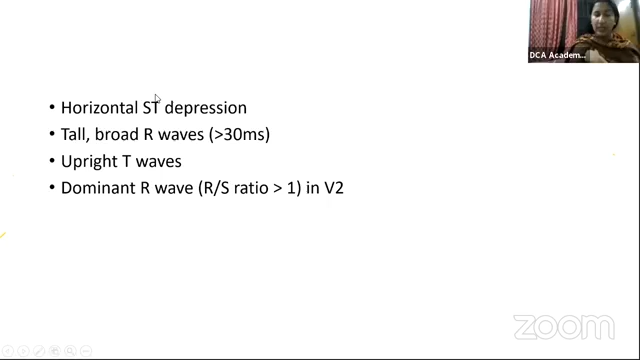 DCA Academ...
• Horizontal ST depression
• Tall, broad R waves (>30ms)
• Upright T waves
• Dominant R wave (R/S ratio > 1) in V2
zoom